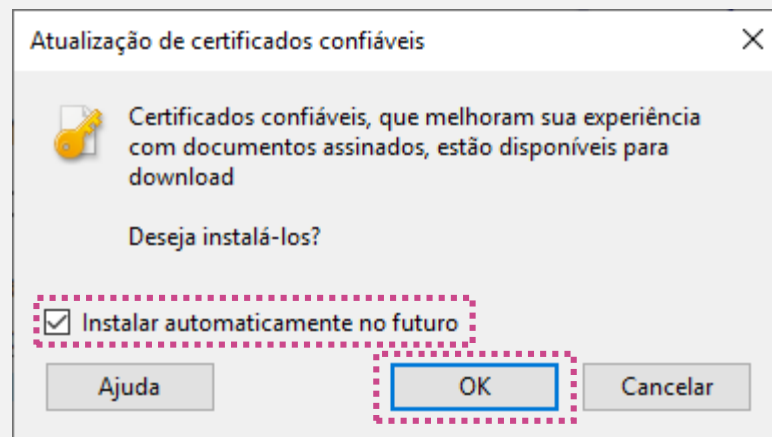 Atualização de certificados confiáveis
Certificados confiáveis, que melhoram sua experiência
com documentos assinados, estão disponíveis para
download
Deseja instalá-los?
Instalar automaticamente no futuro
Ajuda
OK
Cancelar